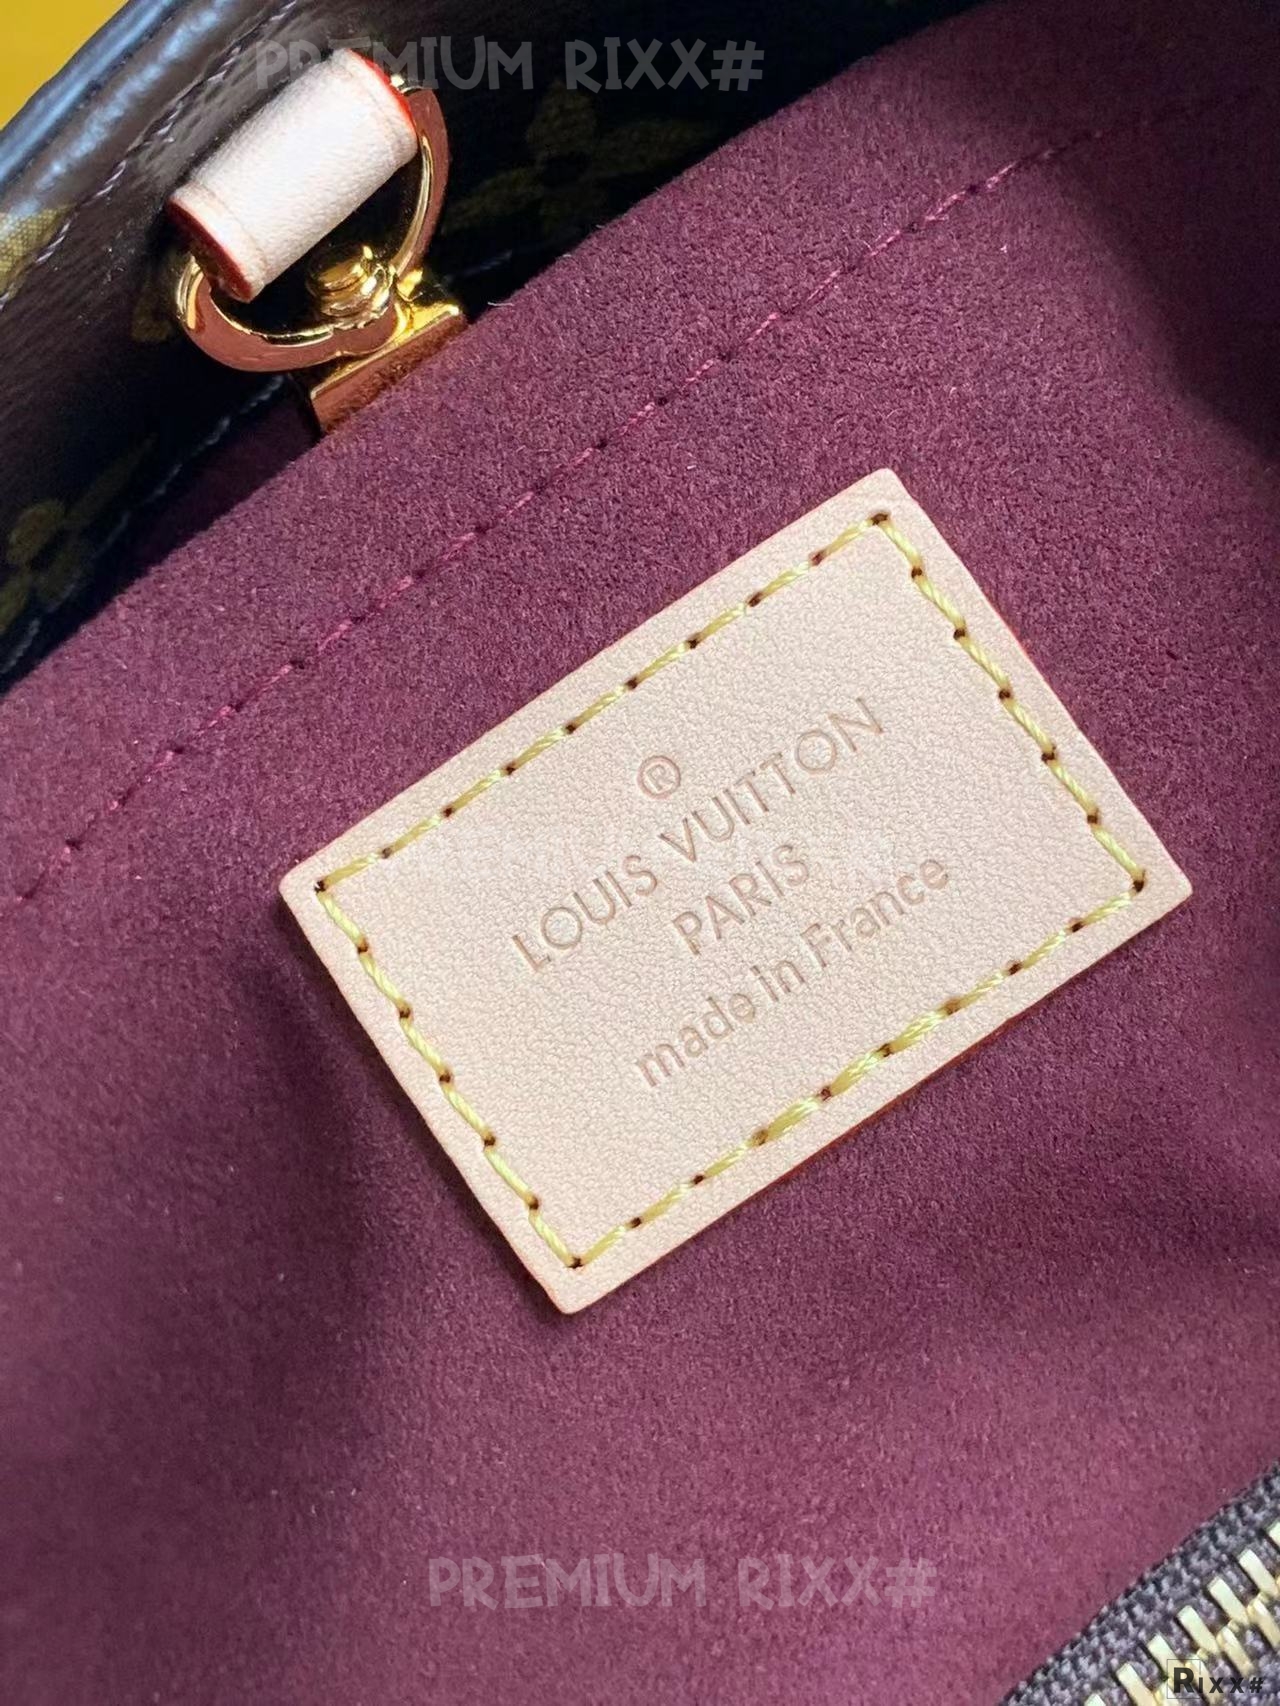 PREMIUM RIXX#
®
LOUIS VUITTON
PARIS
made in France
PREMIUM RIXX#
RIXX#